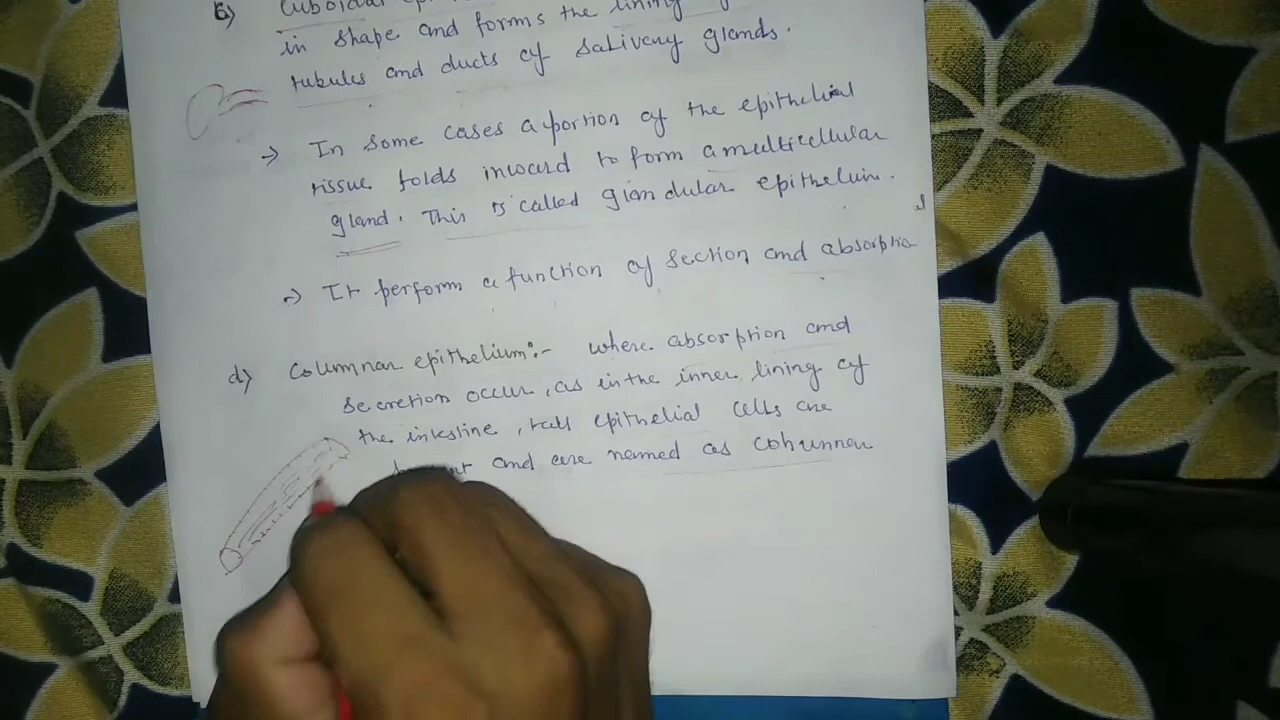 c) Cuboidal
in shape and forms the lining
tubules and ducts of salivery glands.
→ In some cases a portion of the epithelial
tissue folds inward to form a multicellular
gland. This is called glandular epithelium.
→ It perform a function of section and absorptio
d) Columnar epithelium:- where absorption and
secretion occur, as in the inner lining of
the intestine, tall epithelial cells are
and are named as columnar